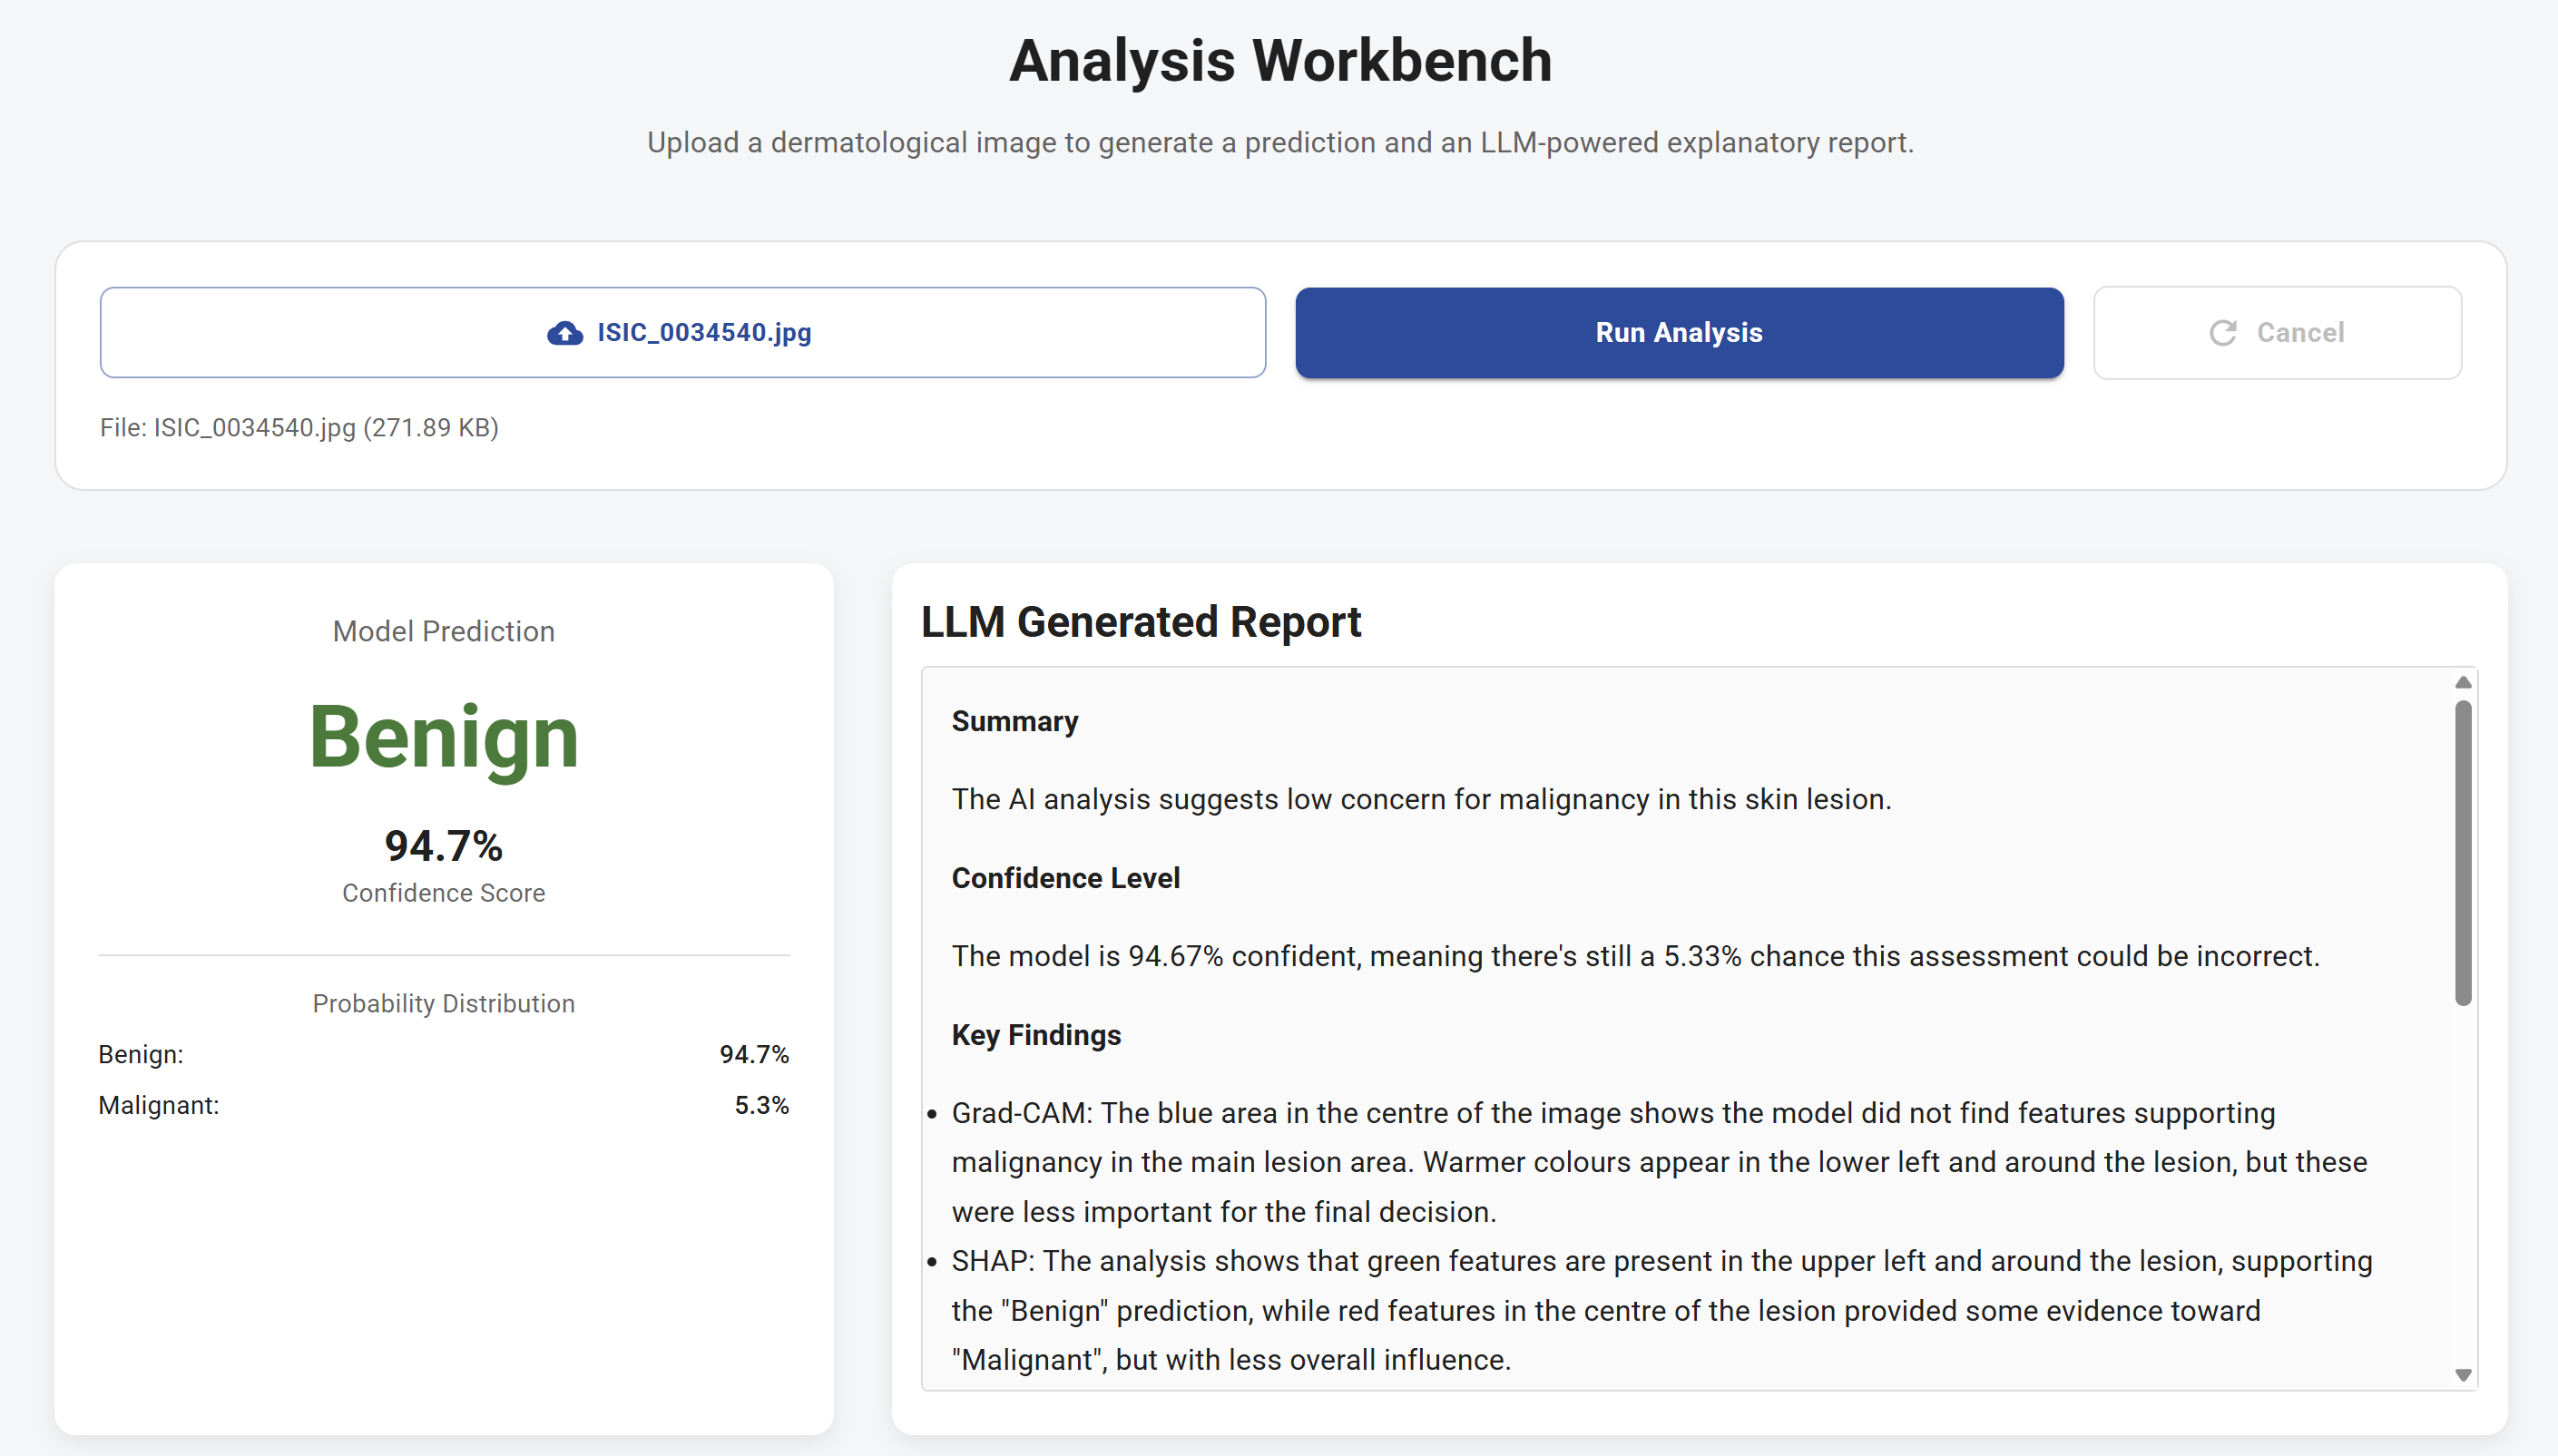 Analysis Workbench
Upload a dermatological image to generate a prediction and an LLM-powered explanatory report.
ISIC_0034540.jpg
Run Analysis
Cancel
File: ISIC_0034540.jpg (271.89 KB)
Model Prediction
Benign
94.7%
Confidence Score
Probability Distribution
Benign: 94.7%
Malignant: 5.3%
LLM Generated Report
Summary
The AI analysis suggests low concern for malignancy in this skin lesion.
Confidence Level
The model is 94.67% confident, meaning there's still a 5.33% chance this assessment could be incorrect.
Key Findings
• Grad-CAM: The blue area in the centre of the image shows the model did not find features supporting
malignancy in the main lesion area. Warmer colours appear in the lower left and around the lesion, but these
were less important for the final decision.
• SHAP: The analysis shows that green features are present in the upper left and around the lesion, supporting
the "Benign" prediction, while red features in the centre of the lesion provided some evidence toward
"Malignant", but with less overall influence.